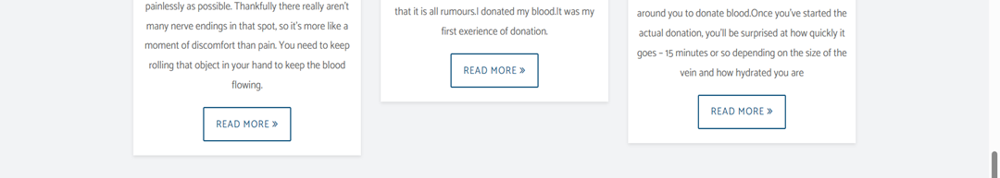 painlessly as possible. Thankfully there really aren't
many nerve endings in that spot, so it's more like a
moment of discomfort than pain. You need to keep
rolling that object in your hand to keep the blood
flowing.
READ MORE »
that it is all rumours.I donated my blood.It was my
first exerience of donation.
READ MORE »
around you to donate blood.Once you've started the
actual donation, you'll be surprised at how quickly it
goes – 15 minutes or so depending on the size of the
vein and how hydrated you are
READ MORE »